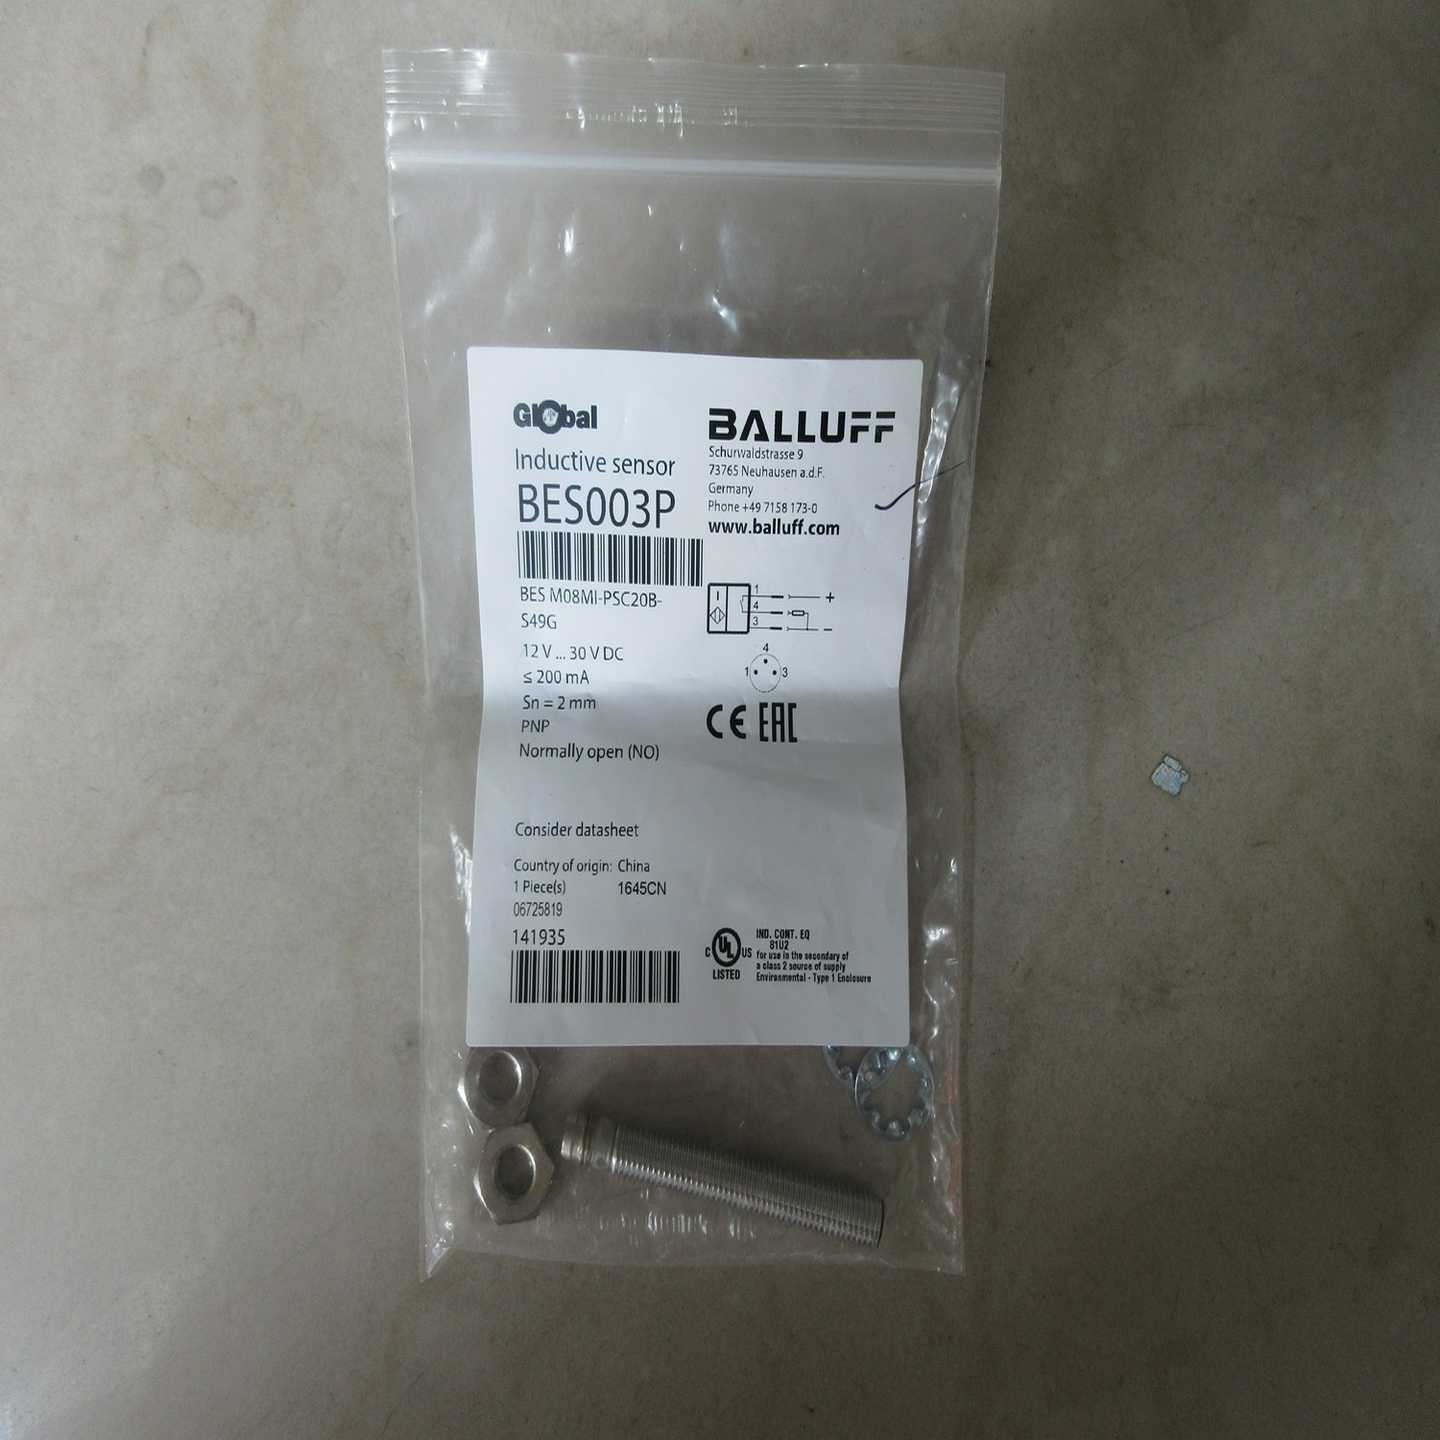 Global
Inductive sensor
BES003P
BES M08MI-PSC20B-
S49G
12 V ... 30 V DC
≤ 200 mA
Sn = 2 mm
PNP
Normally open (NO)
Consider datasheet
Country of origin: China
1 Piece(s) 1645CN
06725819
141935
BALLUFF
Schurwaldstrasse 9
73765 Neuhausen a.d.F.
Germany
Phone +49 7158 173-0
www.balluff.com
1 +
4
3 -
4
1 3
CE EAC
C UL US
LISTED
IND. CONT. EQ
81U2
for use in the secondary of
a class 2 source of supply
Environmental - Type 1 Enclosure